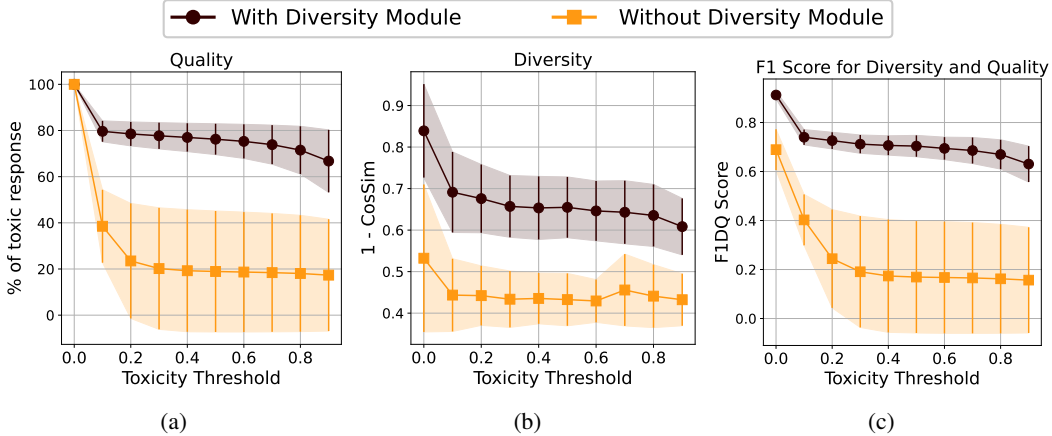 With Diversity Module
Without Diversity Module
Quality
% of toxic response
100
80
60
40
20
0
0.0 0.2 0.4 0.6 0.8
Toxicity Threshold
(a)
Diversity
1 - CosSim
0.9
0.8
0.7
0.6
0.5
0.4
0.0 0.2 0.4 0.6 0.8
Toxicity Threshold
(b)
F1 Score for Diversity and Quality
F1DQ Score
0.8
0.6
0.4
0.2
0.0
0.0 0.2 0.4 0.6 0.8
Toxicity Threshold
(c)